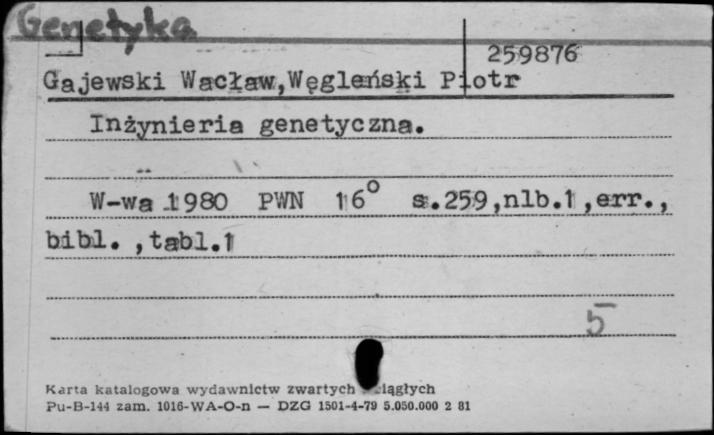 Genetyka
259876
Gajewski Wacław,Węgleński Piotr
Inżynieria genetyczna.
W-wa 1980 PWN 16° s.259,nlb.1,err.,
bibl.,tabl.1
5
Karta katalogowa wydawnictw zwartych ciągłych
Pu-B-144 zam. 1016-WA-O-n — DZG 1501-4-79 5.050.000 2 81